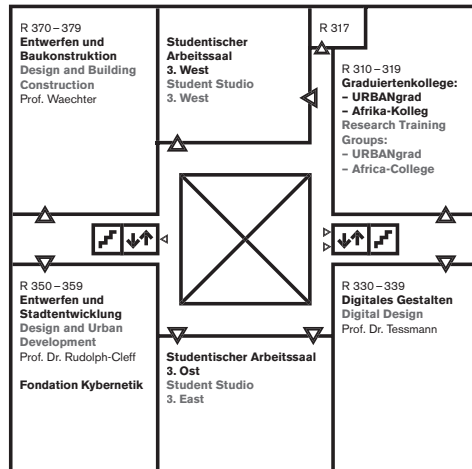 R 370–379
Entwerfen und
Baukonstruktion
Design and Building
Construction
Prof. Waechter
Studentischer
Arbeitssaal
3. West
Student Studio
3. West
R 317
R 310–319
Graduiertenkollege:
– URBANgrad
– Afrika-Kolleg
Research Training
Groups:
– URBANgrad
– Africa-College
R 350–359
Entwerfen und
Stadtentwicklung
Design and Urban
Development
Prof. Dr. Rudolph-Cleff
Fondation Kybernetik
Studentischer Arbeitssaal
3. Ost
Student Studio
3. East
R 330–339
Digitales Gestalten
Digital Design
Prof. Dr. Tessmann